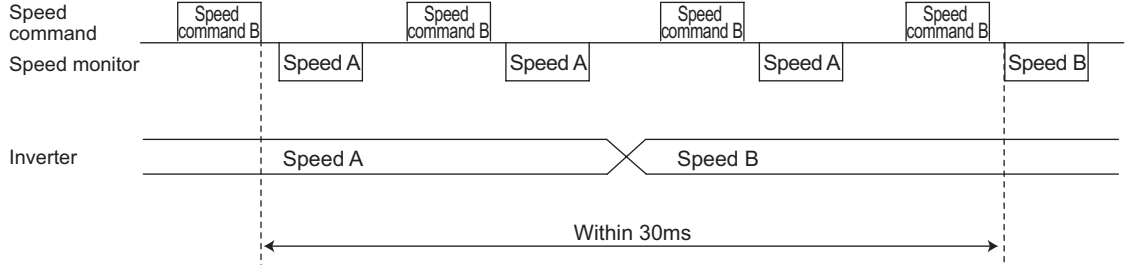 Speed
command
Speed
command B
Speed
command B
Speed
command B
Speed
command B
Speed monitor
Speed A
Speed A
Speed A
Speed B
Inverter
Speed A
Speed B
Within 30ms